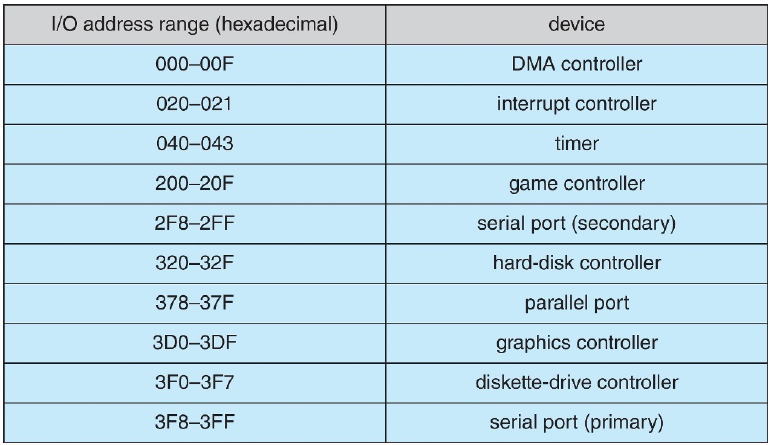 I/O address range (hexadecimal) device
000–00F DMA controller
020–021 interrupt controller
040–043 timer
200–20F game controller
2F8–2FF serial port (secondary)
320–32F hard-disk controller
378–37F parallel port
3D0–3DF graphics controller
3F0–3F7 diskette-drive controller
3F8–3FF serial port (primary)